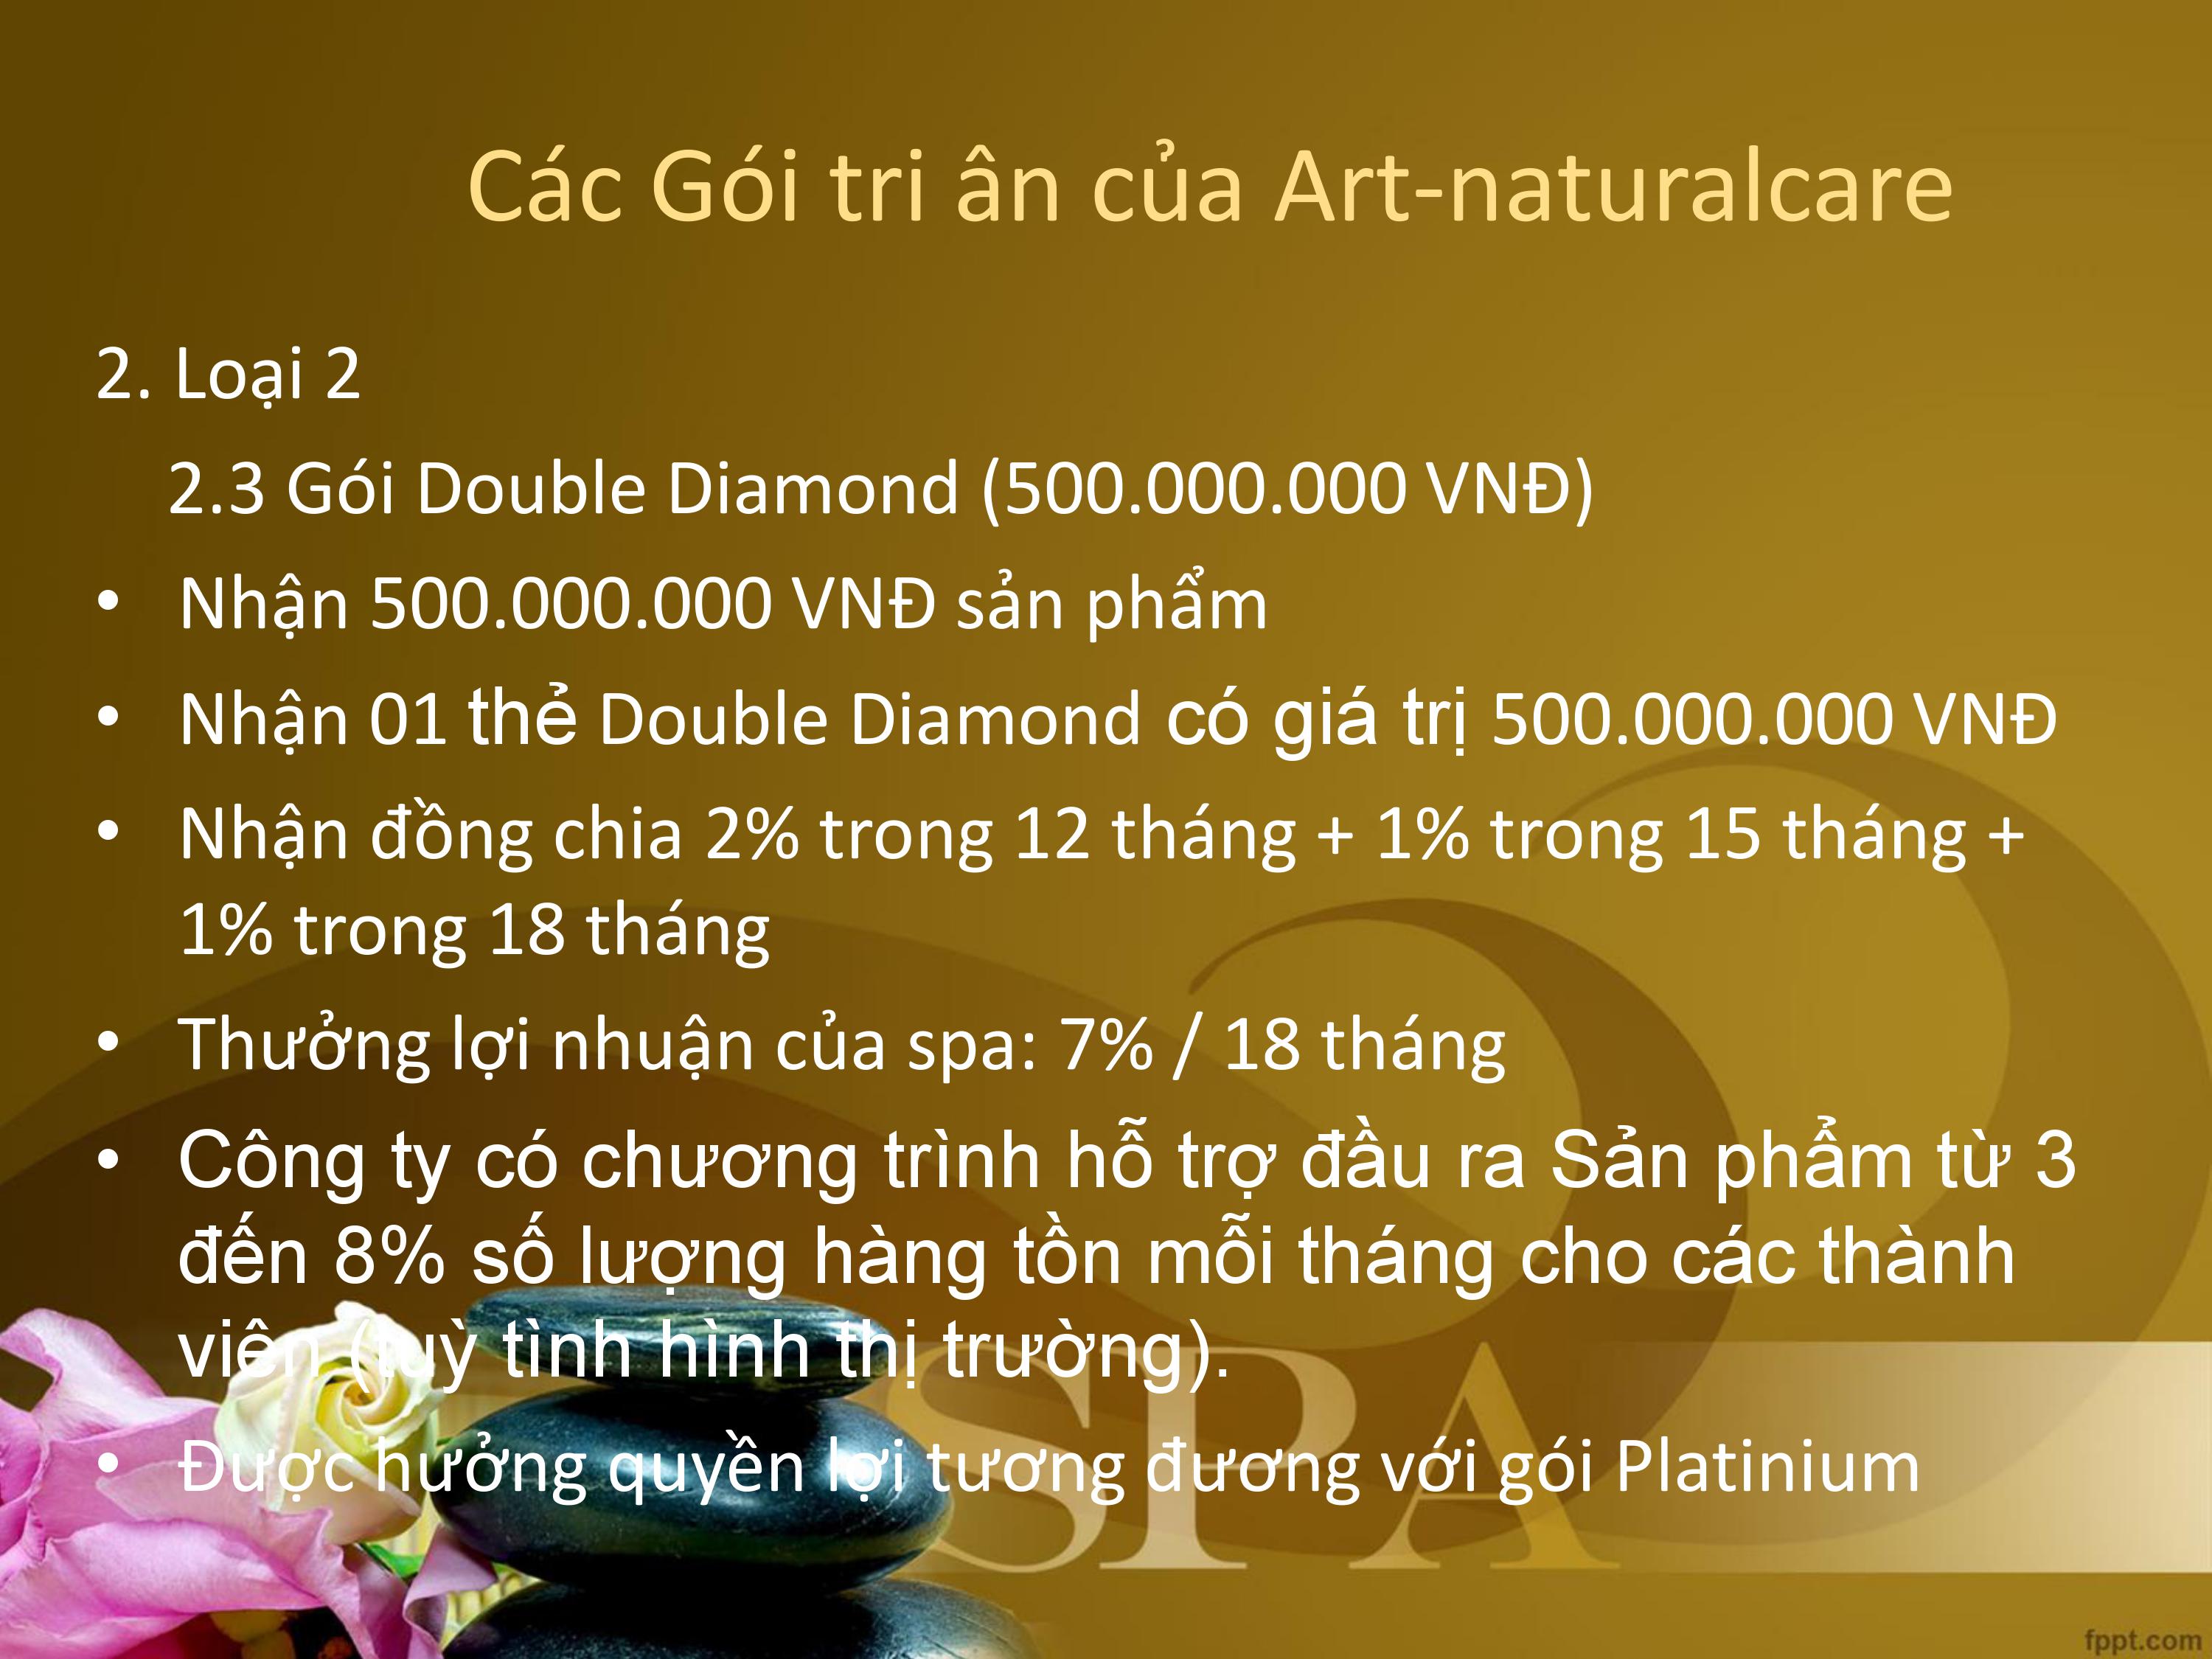 Các Gói tri ân của Art-naturalcare
2. Loại 2
2.3 Gói Double Diamond (500.000.000 VNĐ)
• Nhận 500.000.000 VNĐ sản phẩm
• Nhận 01 thẻ Double Diamond có giá trị 500.000.000 VNĐ
• Nhận đồng chia 2% trong 12 tháng + 1% trong 15 tháng +
1% trong 18 tháng
• Thưởng lợi nhuận của spa: 7% / 18 tháng
• Công ty có chương trình hỗ trợ đầu ra Sản phẩm từ 3
đến 8% số lượng hàng tồn mỗi tháng cho các thành
viên (tuỳ tình hình thị trường).
• Được hưởng quyền lợi tương đương với gói Platinium
SPA
fppt.com